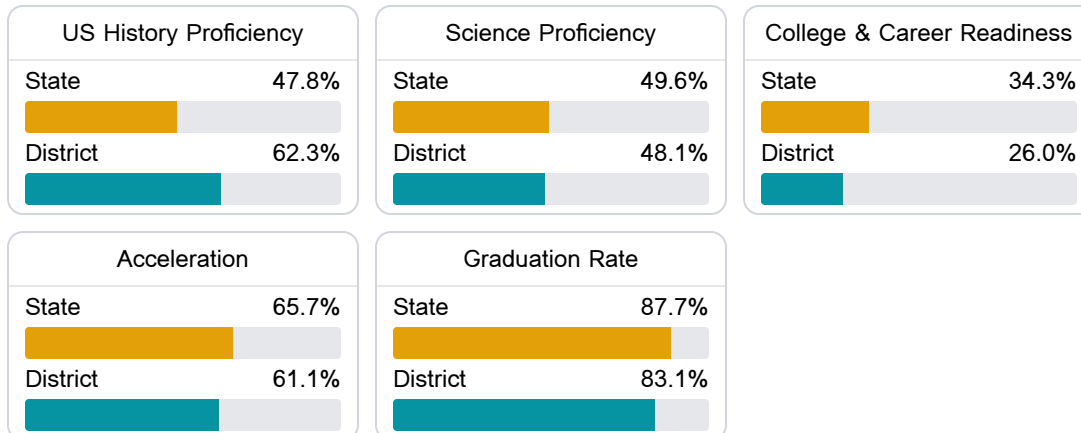 US History Proficiency
State 47.8%
District 62.3%
Science Proficiency
State 49.6%
District 48.1%
College & Career Readiness
State 34.3%
District 26.0%
Acceleration
State 65.7%
District 61.1%
Graduation Rate
State 87.7%
District 83.1%